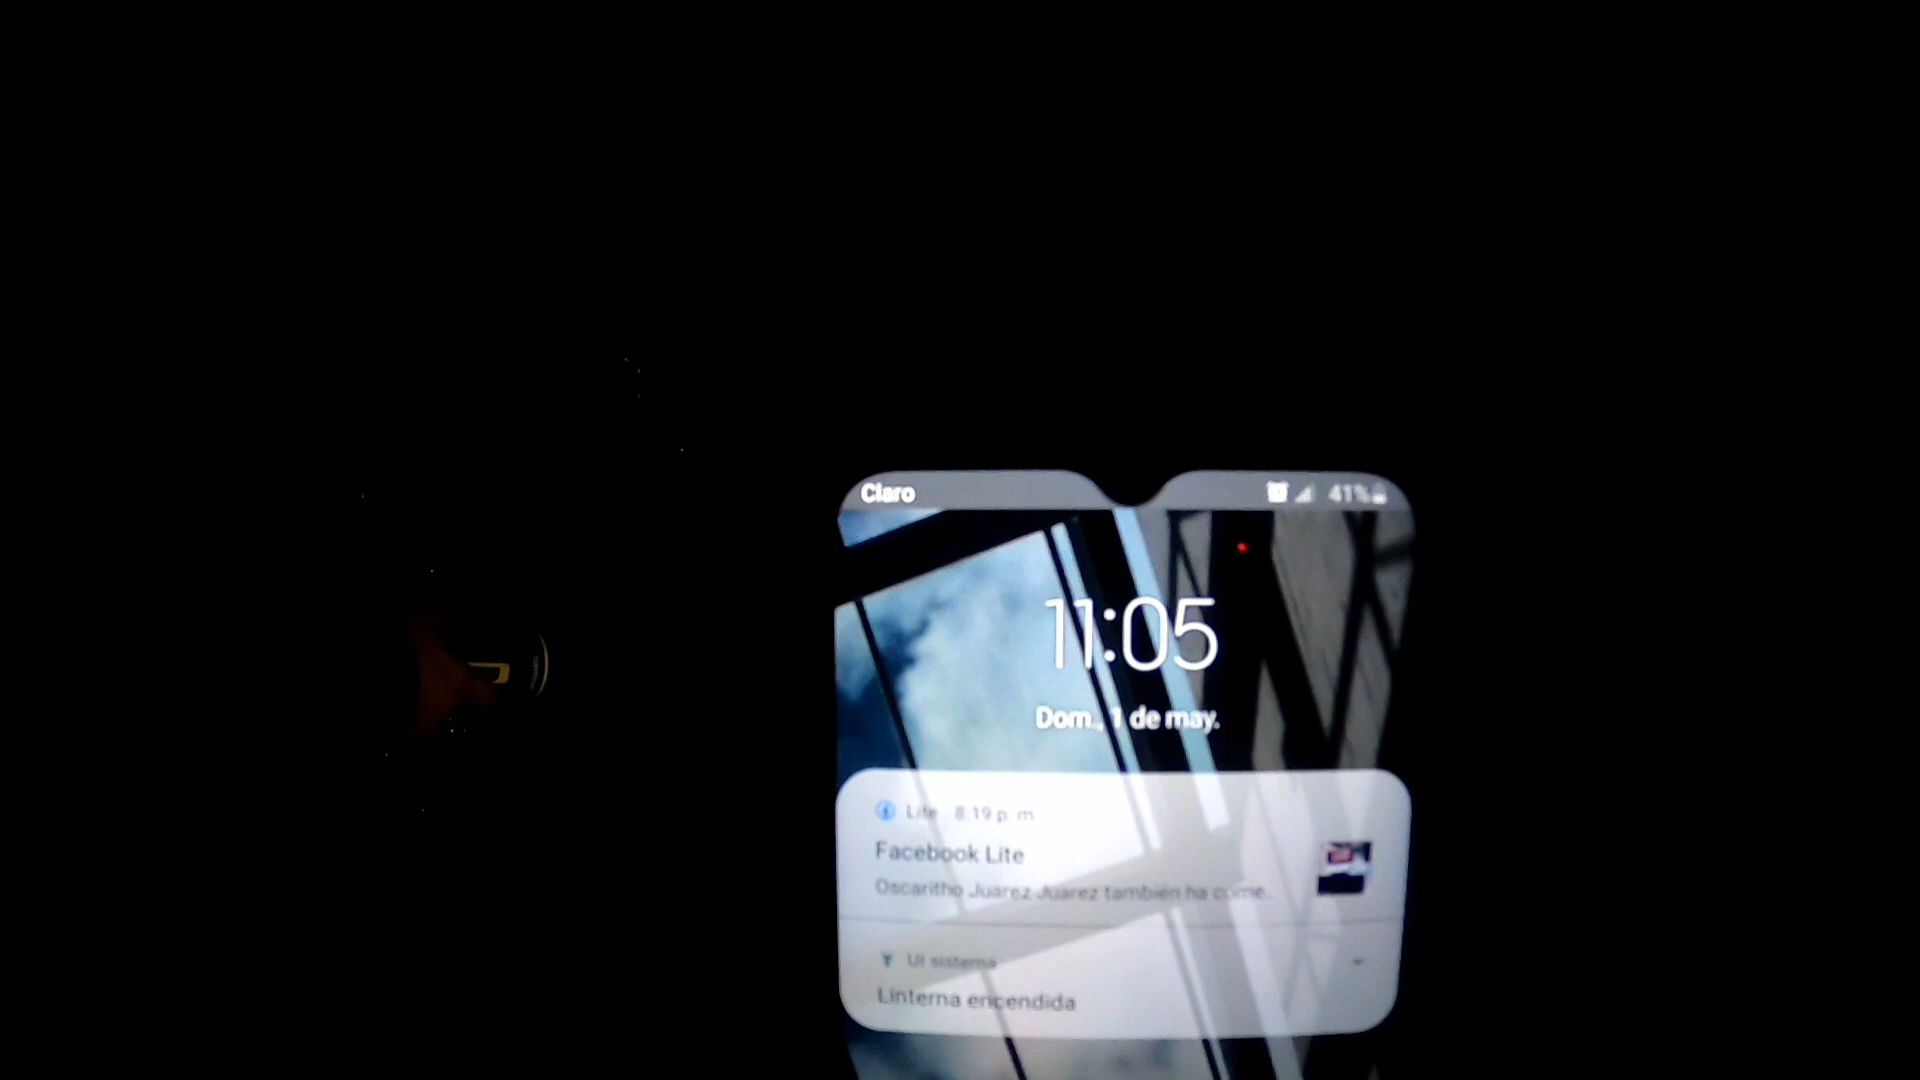 Claro 41%
11:05
Dom., 1 de may.
Lite 8:19 p. m.
Facebook Lite
Oscaritho Juarez Juarez también ha come...
UI sistema
Linterna encendida